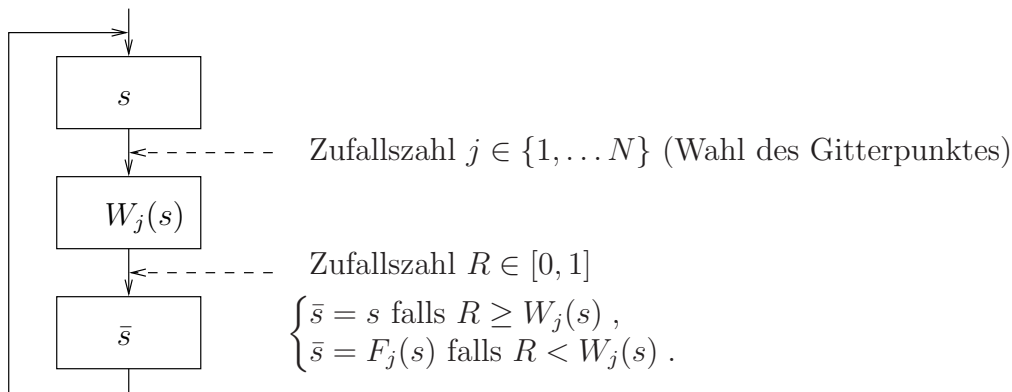 s
Zufallszahl j ∈ {1, . . . N} (Wahl des Gitterpunktes)
W_j(s)
Zufallszahl R ∈ [0, 1]
s̄ = s falls R ≥ W_j(s) ,
s̄
s̄ = F_j(s) falls R < W_j(s) .